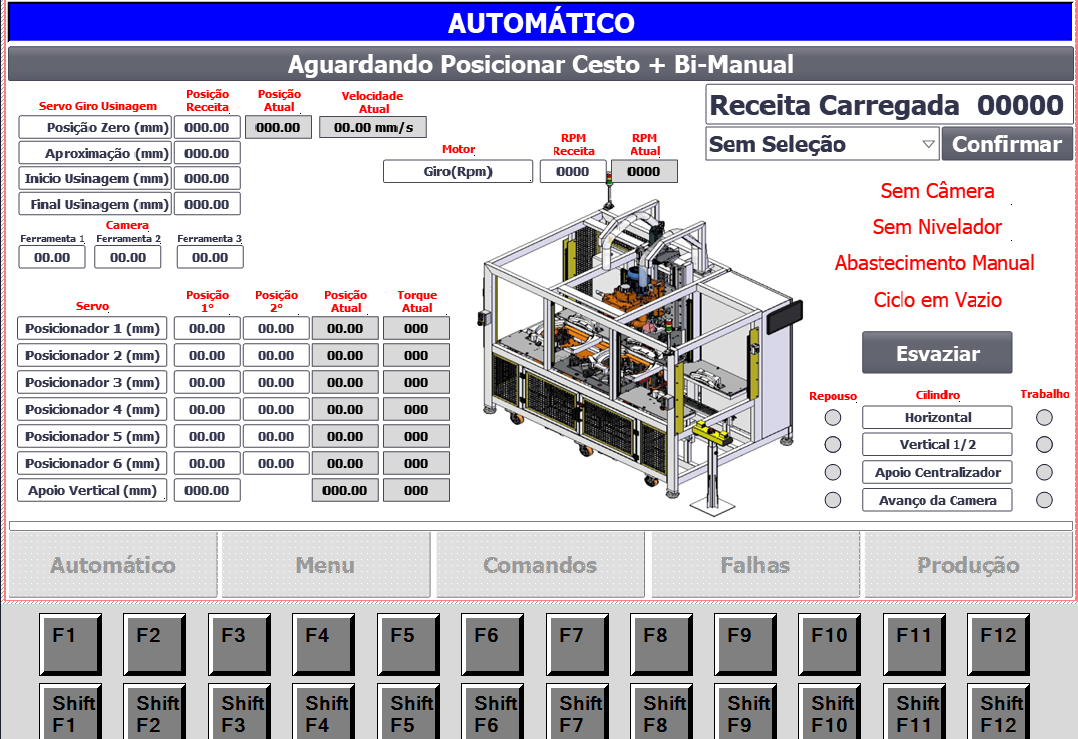 AUTOMÁTICO
Aguardando Posicionar Cesto + Bi-Manual
Receita Carregada 00000
Sem Seleção Confirmar
Servo Giro Usinagem Posição Receita Posição Atual Velocidade Atual
Posição Zero (mm) 000.00 000.00 00.00 mm/s
Aproximação (mm) 000.00
Inicio Usinagem (mm) 000.00
Final Usinagem (mm) 000.00
Motor RPM Receita RPM Atual
Giro(Rpm) 0000 0000
Camera
Ferramenta 1 Ferramenta 2 Ferramenta 3
00.00 00.00 00.00
Sem Câmera
Sem Nivelador
Abastecimento Manual
Ciclo em Vazio
Esvaziar
Servo Posição 1° Posição 2° Posição Atual Torque Atual
Posicionador 1 (mm) 00.00 00.00 00.00 000
Posicionador 2 (mm) 00.00 00.00 00.00 000
Posicionador 3 (mm) 00.00 00.00 00.00 000
Posicionador 4 (mm) 00.00 00.00 00.00 000
Posicionador 5 (mm) 00.00 00.00 00.00 000
Posicionador 6 (mm) 00.00 00.00 00.00 000
Apoio Vertical (mm) 000.00 000.00 000
Repouso Cilindro Trabalho
Horizontal
Vertical 1/2
Apoio Centralizador
Avanço da Camera
Automático Menu Comandos Falhas Produção
F1 F2 F3 F4 F5 F6 F7 F8 F9 F10 F11 F12
Shift Shift Shift Shift Shift Shift Shift Shift Shift Shift Shift Shift
F1 F2 F3 F4 F5 F6 F7 F8 F9 F10 F11 F12